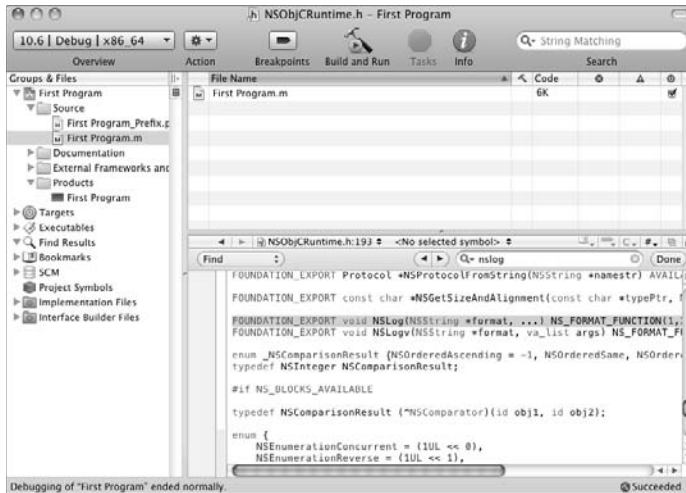 NSObjCRuntime.h – First Program
10.6 | Debug | x86_64
String Matching
Overview
Action
Breakpoints
Build and Run
Tasks
Info
Search
Groups & Files
First Program
Source
First Program_Prefix.p
First Program.m
Documentation
External Frameworks and
Products
First Program
Targets
Executables
Find Results
Bookmarks
SCM
Project Symbols
Implementation Files
Interface Builder Files
File Name
Code
First Program.m
6K
NSObjCRuntime.h:193
<No selected symbol>
C
#
Find
nslog
Done
FOUNDATION_EXPORT Protocol *NSProtocolFromString(NSString *namestr) AVAIL
FOUNDATION_EXPORT const char *NSGetSizeAndAlignment(const char *typePtr,
FOUNDATION_EXPORT void NSLog(NSString *format, ...) NS_FORMAT_FUNCTION(1,
FOUNDATION_EXPORT void NSLogv(NSString *format, va_list args) NS_FORMAT_F
enum _NSComparisonResult {NSOrderedAscending = -1, NSOrderedSame, NSOrder
typedef NSInteger NSComparisonResult;
#if NS_BLOCKS_AVAILABLE
typedef NSComparisonResult (^NSComparator)(id obj1, id obj2);
enum {
NSEnumerationConcurrent = (1UL << 0),
NSEnumerationReverse = (1UL << 1),
Debugging of "First Program" ended normally.
Succeeded